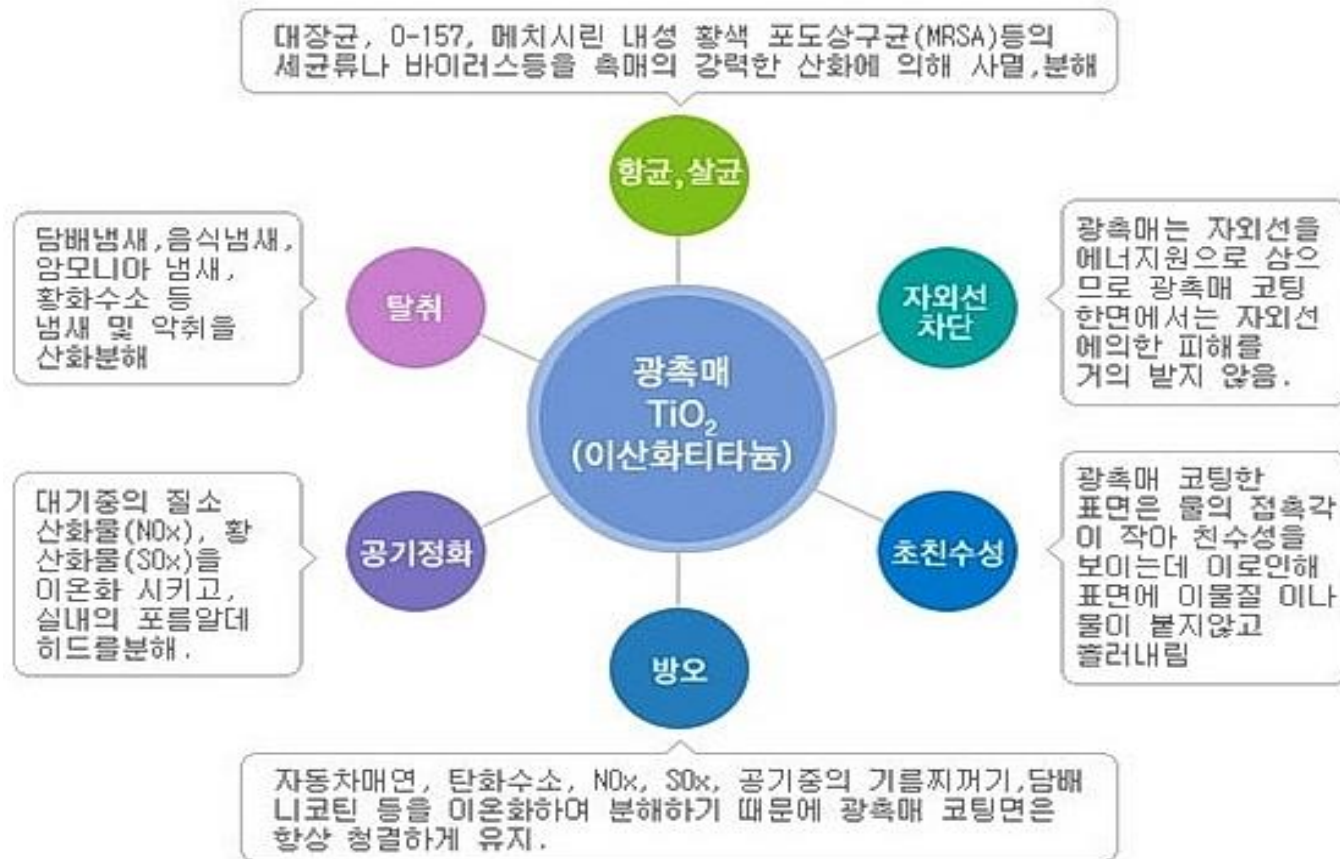 대장균, O-157, 메치시린 내성 황색 포도상구균(MRSA)등의
세균류나 바이러스등을 촉매의 강력한 산화에 의해 사멸,분해
항균,살균
담배냄새,음식냄새,
암모니아 냄새,
황화수소 등
냄새 및 악취을
산화분해
탈취
자외선
차단
광촉매는 자외선을
에너지원으로 삼으
므로 광촉매 코팅
한면에서는 자외선
에의한 피해를
거의 받지 않음.
광촉매
TiO₂
(이산화티타늄)
대기중의 질소
산화물(NOx), 황
산화물(SOx)을
이온화 시키고,
실내의 포름알데
히드를분해.
공기정화
초친수성
광촉매 코팅한
표면은 물의 접촉각
이 작아 친수성을
보이는데 이로인해
표면에 이물질 이나
물이 붙지않고
흘러내림
방오
자동차매연, 탄화수소, NOx, SOx, 공기중의 기름찌꺼기,담배
니코틴 등을 이온화하여 분해하기 때문에 광촉매 코팅면은
항상 청결하게 유지.